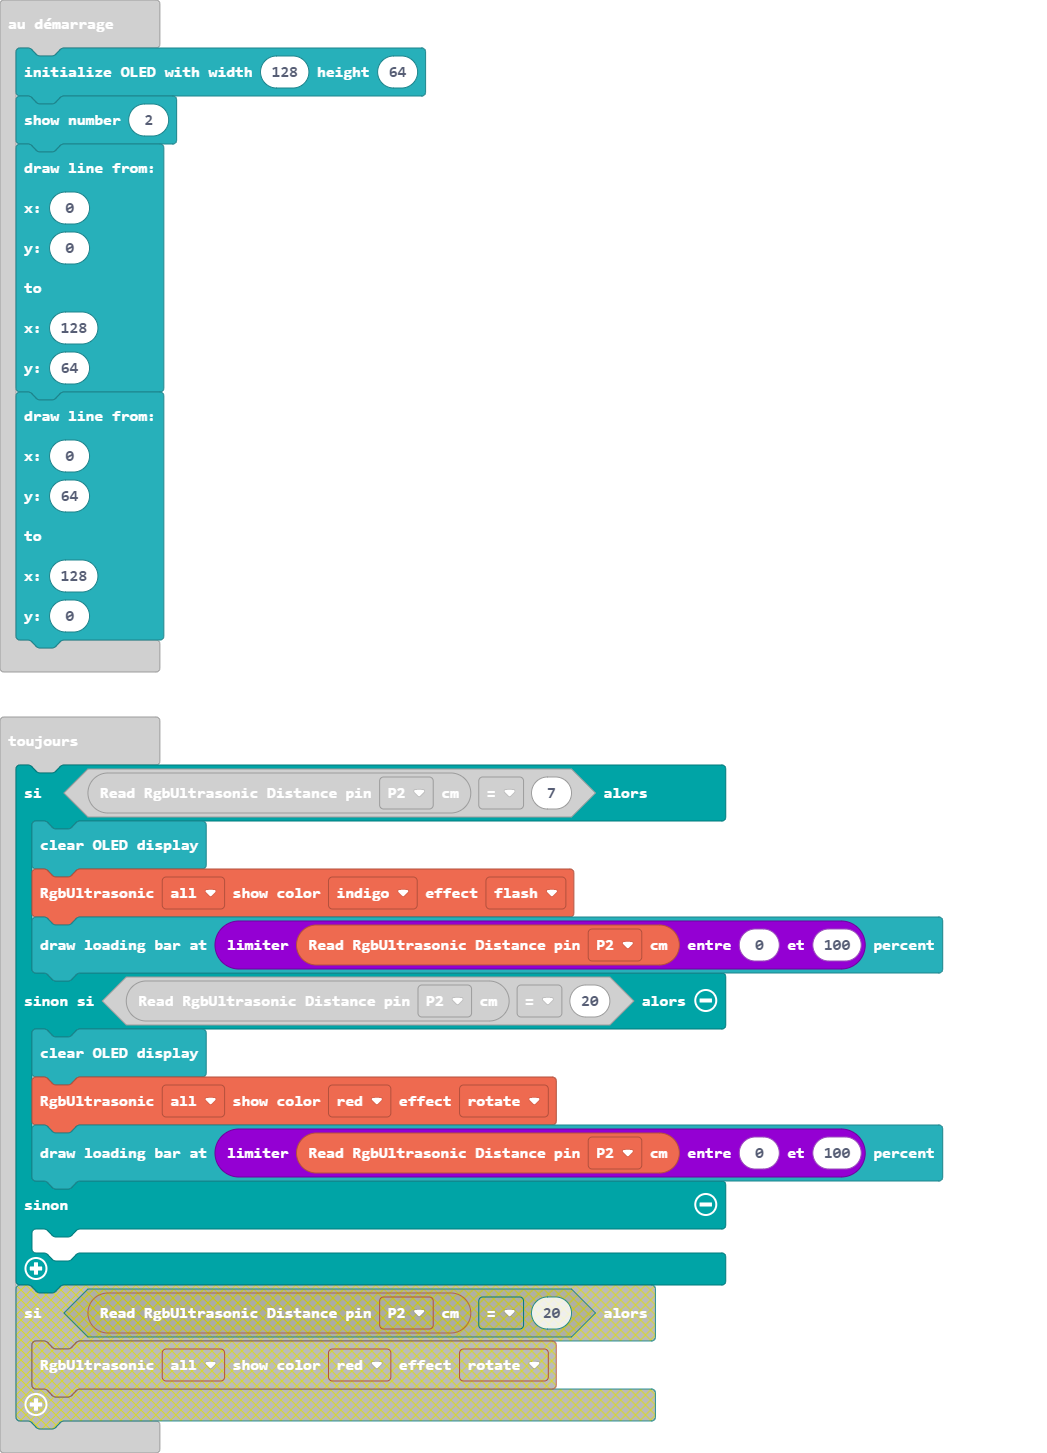 au démarrage
initialize OLED with width 128 height 64
show number 2
draw line from:
x: 0
y: 0
to
x: 128
y: 64
draw line from:
x: 0
y: 64
to
x: 128
y: 0
toujours
si Read RgbUltrasonic Distance pin P2 cm = 7 alors
clear OLED display
RgbUltrasonic all show color indigo effect flash
draw loading bar at limiter Read RgbUltrasonic Distance pin P2 cm entre 0 et 100 percent
sinon si Read RgbUltrasonic Distance pin P2 cm = 20 alors
clear OLED display
RgbUltrasonic all show color red effect rotate
draw loading bar at limiter Read RgbUltrasonic Distance pin P2 cm entre 0 et 100 percent
sinon
si Read RgbUltrasonic Distance pin P2 cm = 20 alors
RgbUltrasonic all show color red effect rotate